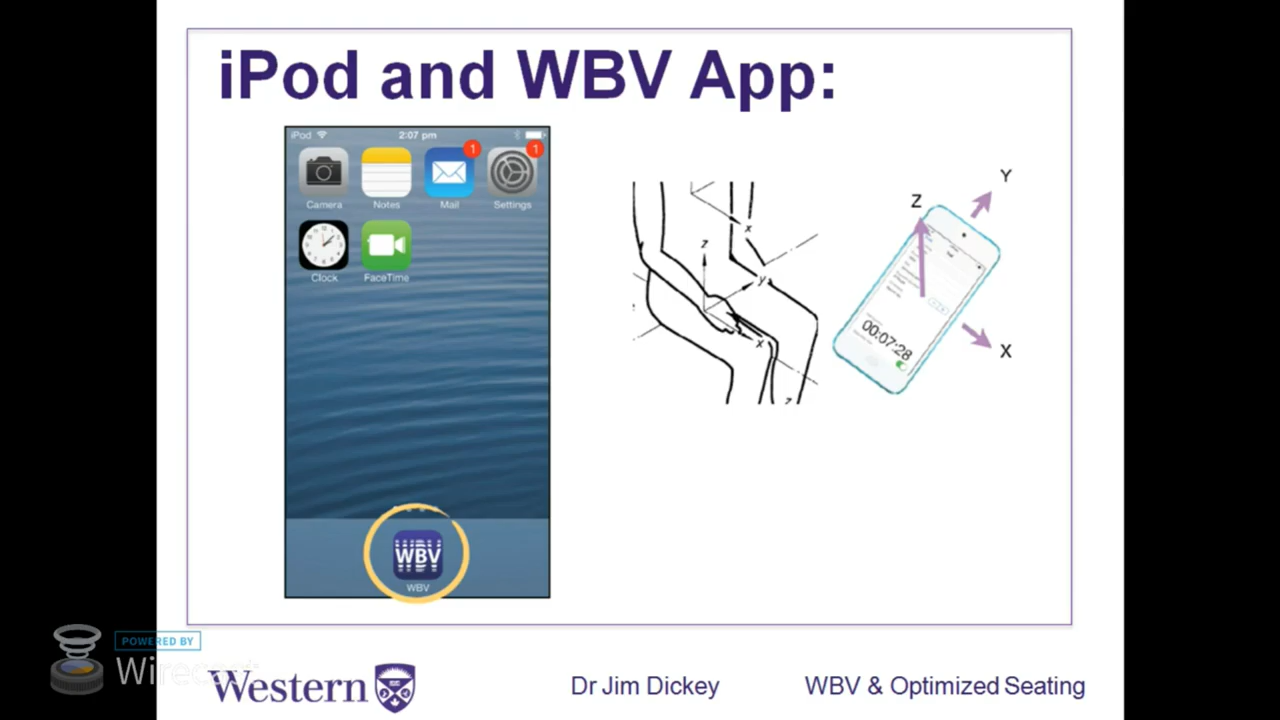 iPod and WBV App:
iPod 2:07 pm
1 1
Camera Notes Mail Settings
Clock FaceTime
WBV
WBV
z
x
y
x
z
Z
Y
X
00:07:28
POWERED BY
Wirecast
Western
Dr Jim Dickey
WBV & Optimized Seating